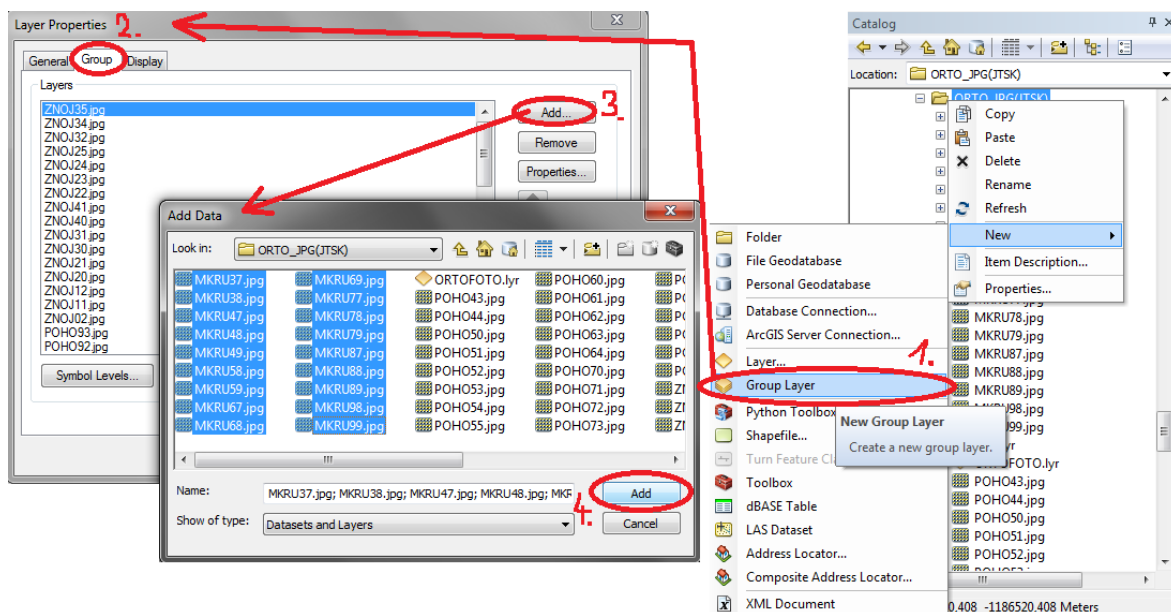 Layer Properties
2.
General
Group
Display
Layers
ZNOJ35.jpg
ZNOJ34.jpg
ZNOJ32.jpg
ZNOJ25.jpg
ZNOJ24.jpg
ZNOJ23.jpg
ZNOJ22.jpg
ZNOJ41.jpg
ZNOJ40.jpg
ZNOJ31.jpg
ZNOJ30.jpg
ZNOJ21.jpg
ZNOJ20.jpg
ZNOJ12.jpg
ZNOJ11.jpg
ZNOJ02.jpg
POHO93.jpg
POHO92.jpg
Add...
3.
Remove
Properties...
Symbol Levels...
Add Data
Look in:
ORTO_JPG(JTSK)
MKRU37.jpg
MKRU38.jpg
MKRU47.jpg
MKRU48.jpg
MKRU49.jpg
MKRU58.jpg
MKRU59.jpg
MKRU67.jpg
MKRU68.jpg
MKRU69.jpg
MKRU77.jpg
MKRU78.jpg
MKRU79.jpg
MKRU87.jpg
MKRU88.jpg
MKRU89.jpg
MKRU98.jpg
MKRU99.jpg
ORTOFOTO.lyr
POHO43.jpg
POHO44.jpg
POHO50.jpg
POHO51.jpg
POHO52.jpg
POHO53.jpg
POHO54.jpg
POHO55.jpg
POHO60.jpg
POHO61.jpg
POHO62.jpg
POHO63.jpg
POHO64.jpg
POHO70.jpg
POHO71.jpg
POHO72.jpg
POHO73.jpg
Name:
MKRU37.jpg; MKRU38.jpg; MKRU47.jpg; MKRU48.jpg; MKR
Add
4.
Show of type:
Datasets and Layers
Cancel
Catalog
Location:
ORTO_JPG(JTSK)
ORTO_JPG(JTSK)
Copy
Paste
Delete
Rename
Refresh
New
Item Description...
Properties...
Folder
File Geodatabase
Personal Geodatabase
Database Connection...
ArcGIS Server Connection...
1.
Layer...
Group Layer
Python Toolbox
Shapefile...
Turn Feature Cl
Toolbox
dBASE Table
LAS Dataset
Address Locator...
Composite Address Locator...
XML Document
New Group Layer
Create a new group layer.
MKRU78.jpg
MKRU79.jpg
MKRU87.jpg
MKRU88.jpg
MKRU89.jpg
98.jpg
99.jpg
yr
ORTOFOTO.lyr
POHO43.jpg
POHO44.jpg
POHO50.jpg
POHO51.jpg
POHO52.jpg
0.408 -1186520.408 Meters